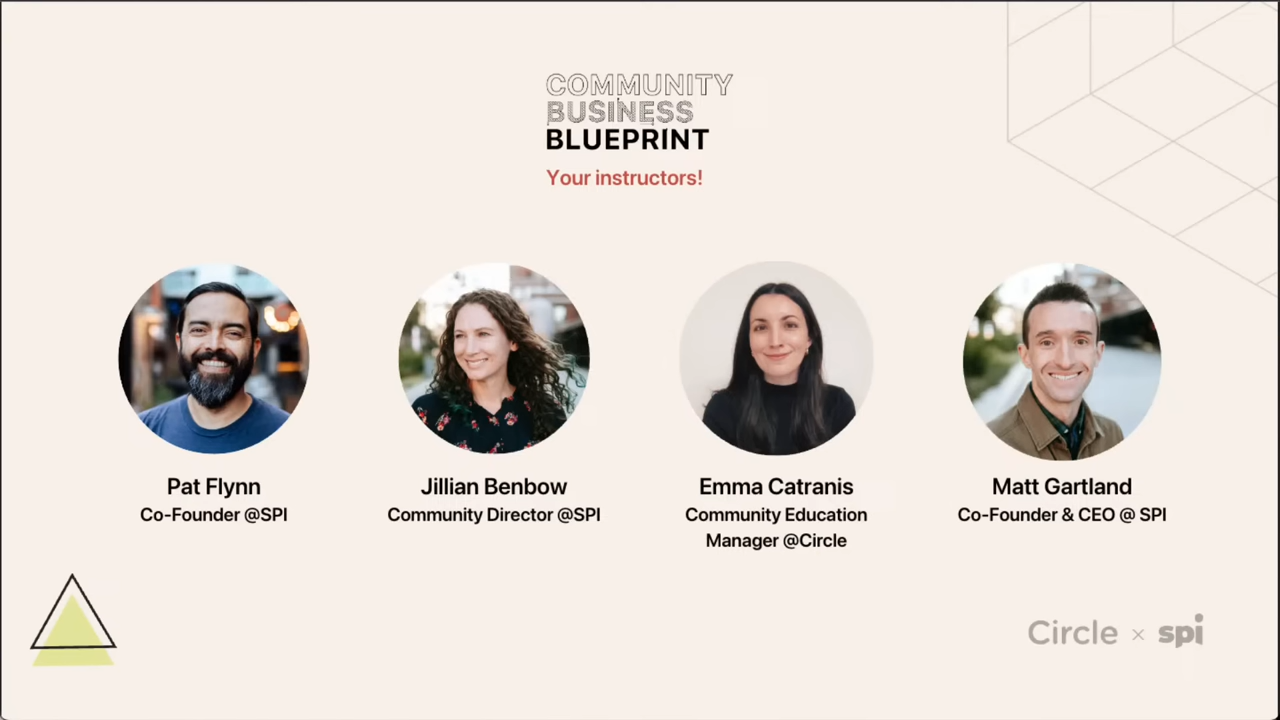 COMMUNITY
BUSINESS
BLUEPRINT
Your instructors!
Pat Flynn
Co-Founder @SPI
Jillian Benbow
Community Director @SPI
Emma Catranis
Community Education
Manager @Circle
Matt Gartland
Co-Founder & CEO @ SPI
Circle × spi